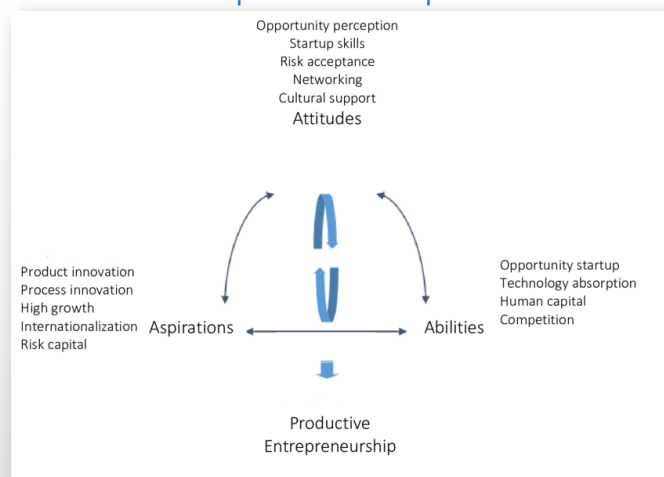 Opportunity perception
Startup skills
Risk acceptance
Networking
Cultural support
Attitudes
Product innovation
Process innovation
High growth
Internationalization
Risk capital
Aspirations
Abilities
Opportunity startup
Technology absorption
Human capital
Competition
Productive
Entrepreneurship